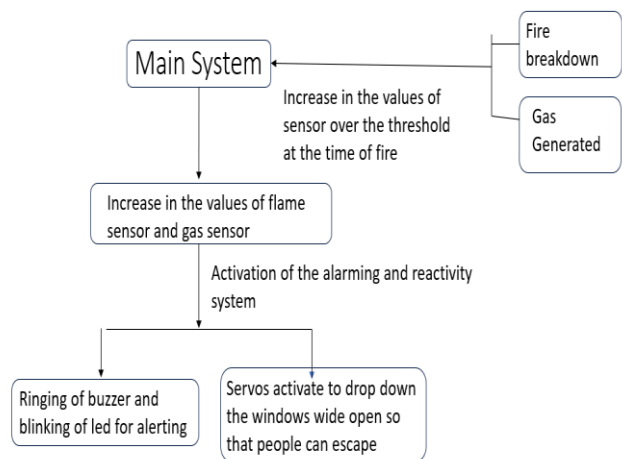 Fire
breakdown
Main System
Increase in the values of
sensor over the threshold
at the time of fire
Gas
Generated
Increase in the values of flame
sensor and gas sensor
Activation of the alarming and reactivity
system
Ringing of buzzer and
blinking of led for alerting
Servos activate to drop down
the windows wide open so
that people can escape